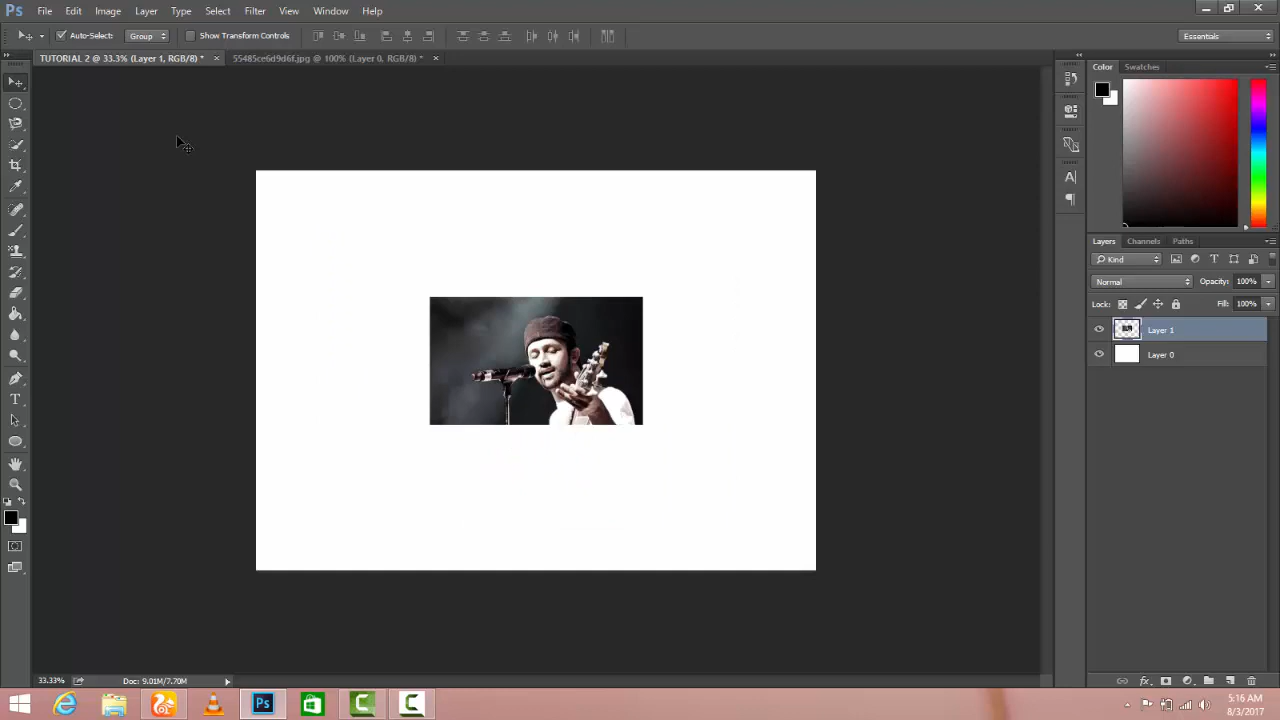 Ps File Edit Image Layer Type Select Filter View Window Help
Auto-Select: Group Show Transform Controls Essentials
TUTORIAL 2 @ 33.3% (Layer 1, RGB/8) * 55485ce6d9d6f.jpg @ 100% (Layer 0, RGB/8) *
Color Swatches
Layers Channels Paths
Kind
Normal Opacity: 100%
Lock: Fill: 100%
Layer 1
Layer 0
33.33% Doc: 9.01M/7.70M
5:16 AM
8/3/2017